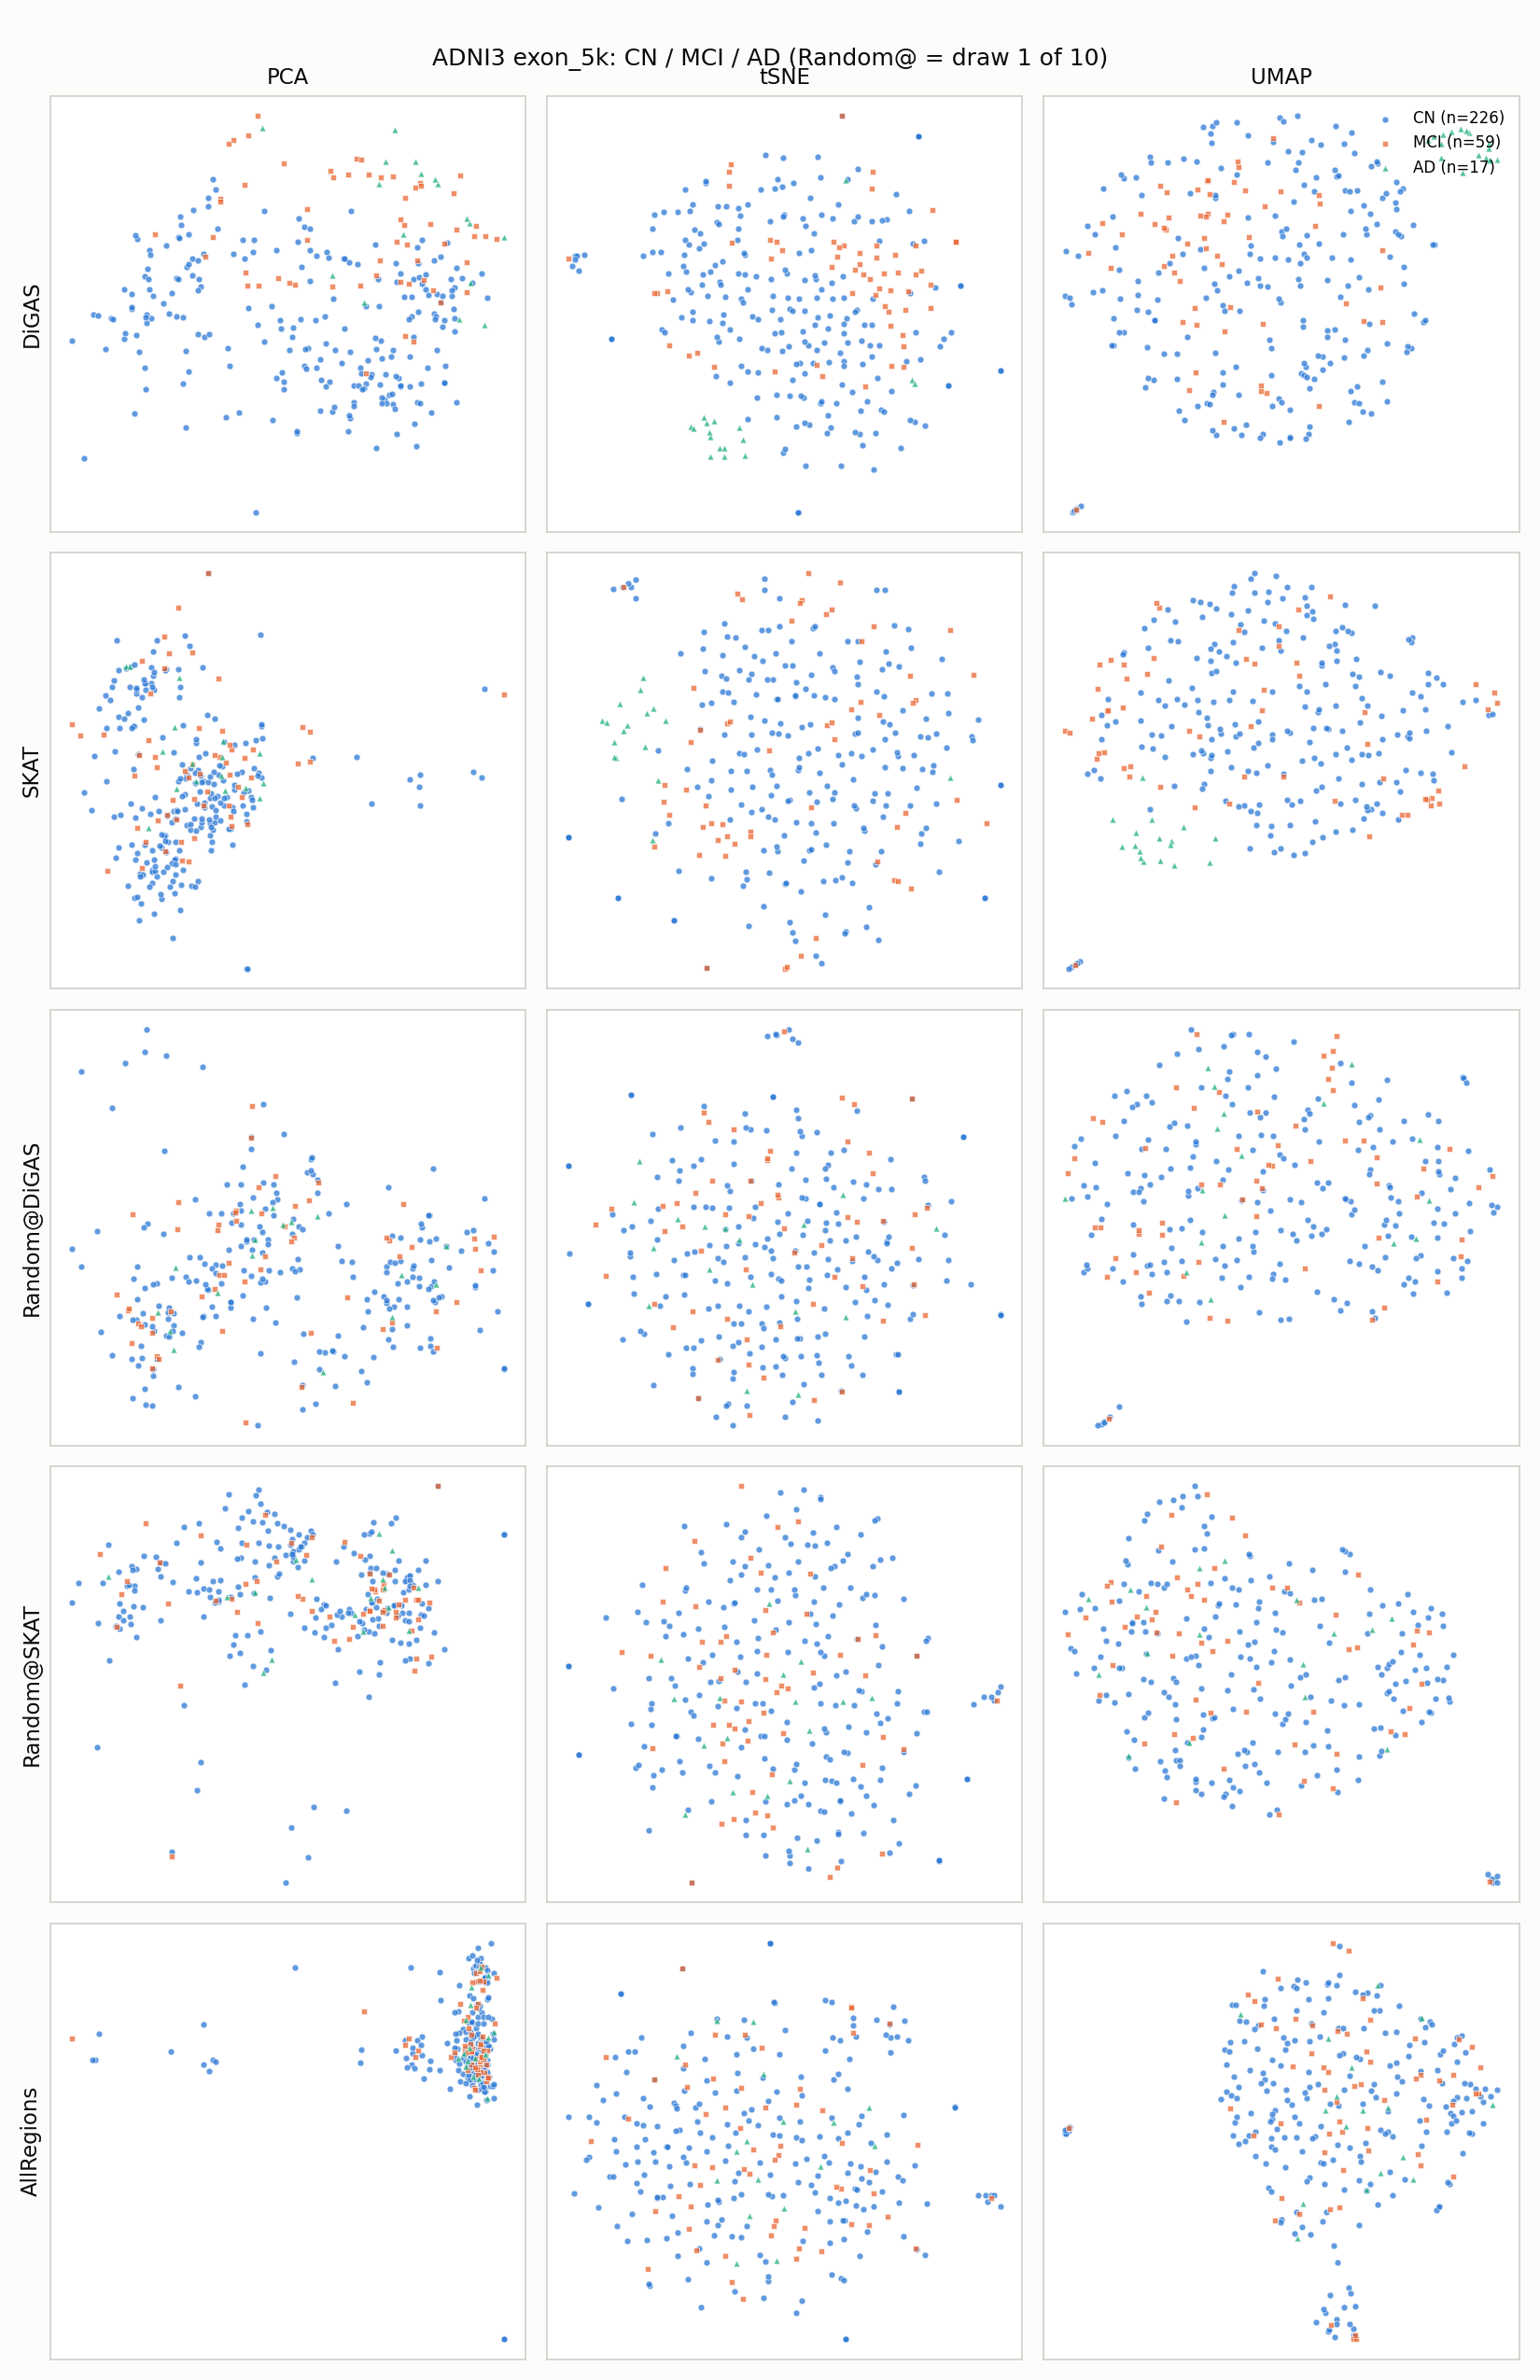 ADNI3 exon_5k: CN / MCI / AD (Random@ = draw 1 of 10)
PCA
tSNE
UMAP
CN (n=226)
MCI (n=59)
AD (n=17)
DiGAS
SKAT
Random@DiGAS
Random@SKAT
AllRegions